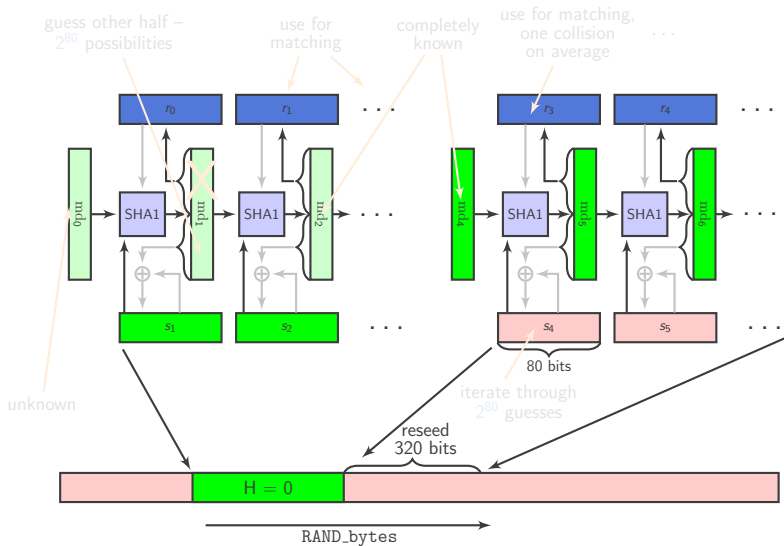 guess other half –
2^80 possibilities
use for
matching
completely
known
use for matching,
one collision
on average
. . .
r0
r1
. . .
r3
r4
. . .
md0
SHA1
md1
SHA1
md2
. . .
md4
SHA1
md5
SHA1
md6
. . .
s1
s2
. . .
s4
s5
. . .
80 bits
unknown
iterate through
2^80 guesses
reseed
320 bits
H = 0
RAND_bytes